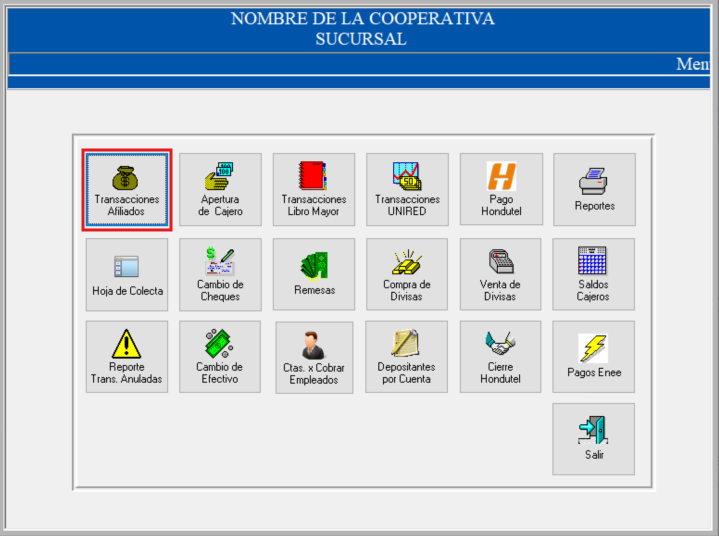 NOMBRE DE LA COOPERATIVA
SUCURSAL
Men
Transacciones
Afiliados
Apertura
de Cajero
Transacciones
Libro Mayor
Transacciones
UNIRED
Pago
Hondutel
Reportes
Hoja de Colecta
Cambio de
Cheques
Remesas
Compra de
Divisas
Venta de
Divisas
Saldos
Cajeros
Reporte
Trans. Anuladas
Cambio de
Efectivo
Ctas. x Cobrar
Empleados
Depositantes
por Cuenta
Cierre
Hondutel
Pagos Enee
Salir